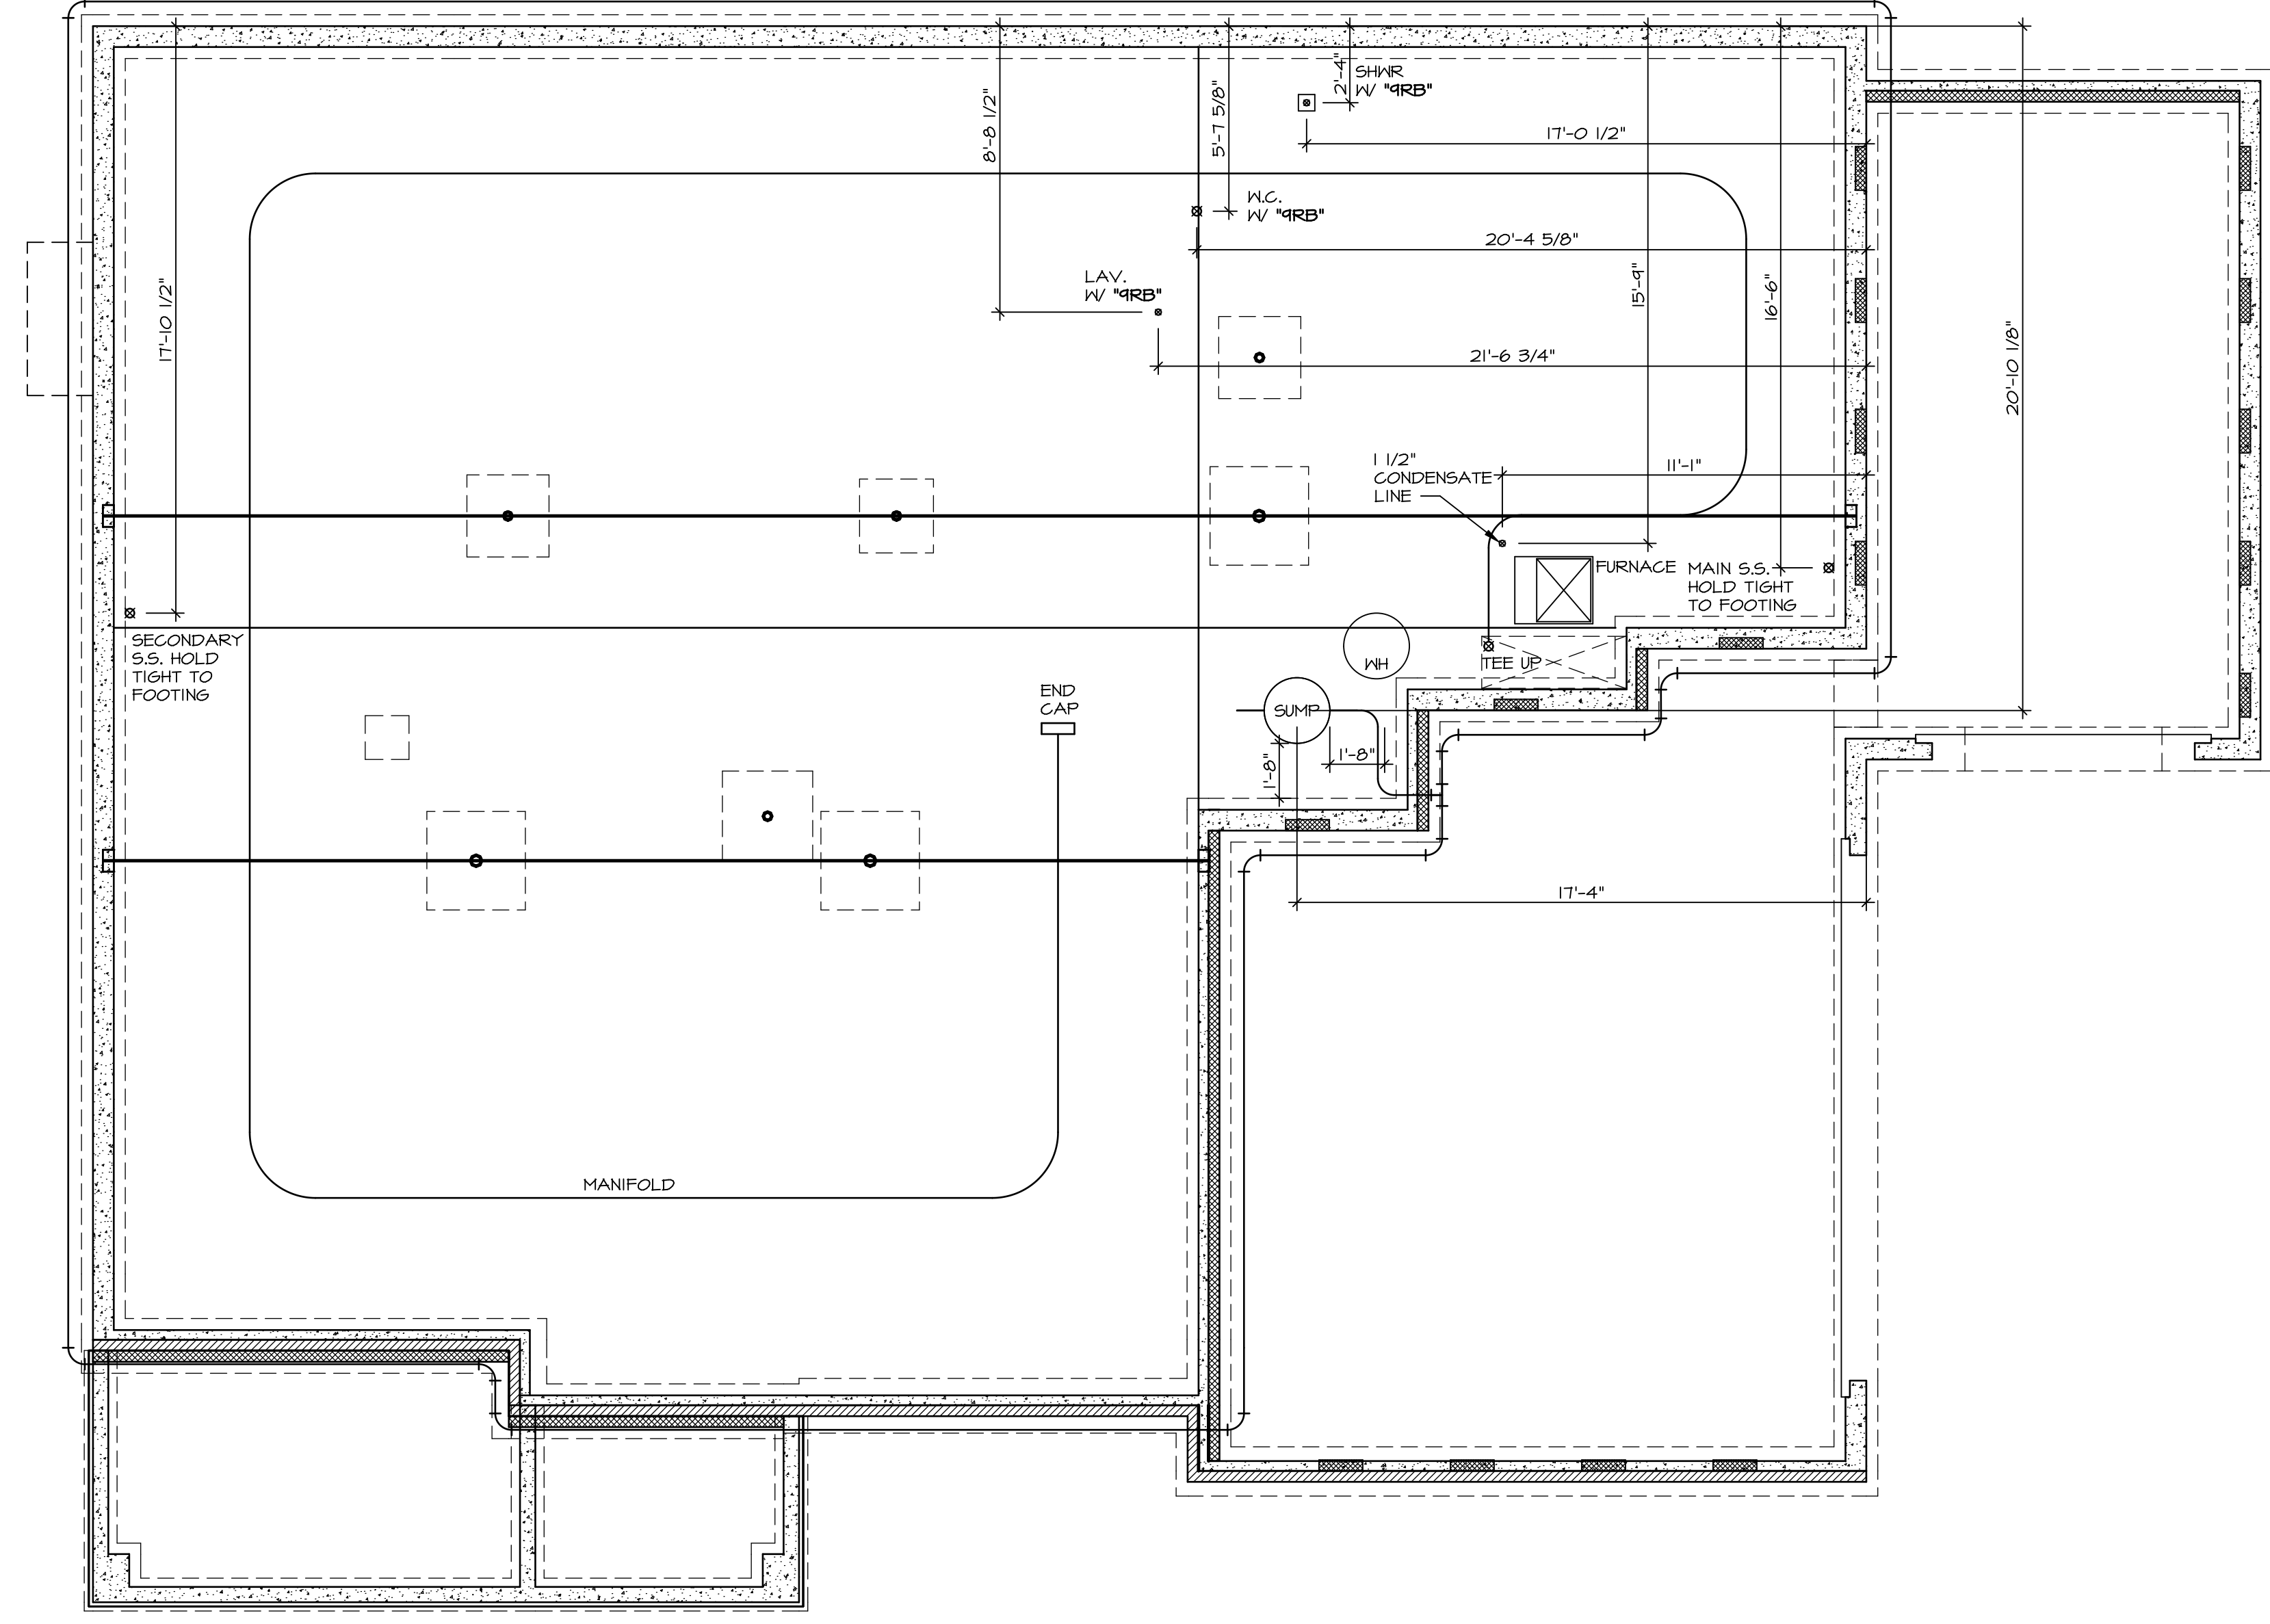 2'-4"
SHWR
W/ "9RB"
8'-8 1/2"
5'-7 5/8"
17'-0 1/2"
W.C.
W/ "9RB"
20'-4 5/8"
LAV.
W/ "9RB"
17'-10 1/2"
15'-9"
16'-6"
20'-10 1/8"
21'-6 3/4"
1 1/2"
CONDENSATE
LINE
11'-1"
FURNACE
MAIN S.S.
HOLD TIGHT
TO FOOTING
SECONDARY
S.S. HOLD
TIGHT TO
FOOTING
WH
TEE UP
END
CAP
SUMP
1'-8"
1'-8"
17'-4"
MANIFOLD